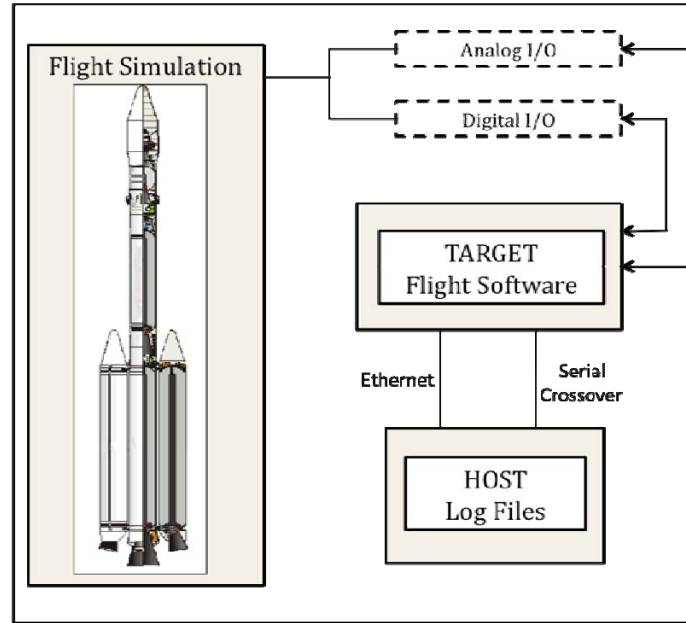 Flight Simulation
Analog I/O
Digital I/O
TARGET
Flight Software
Ethernet
Serial
Crossover
HOST
Log Files